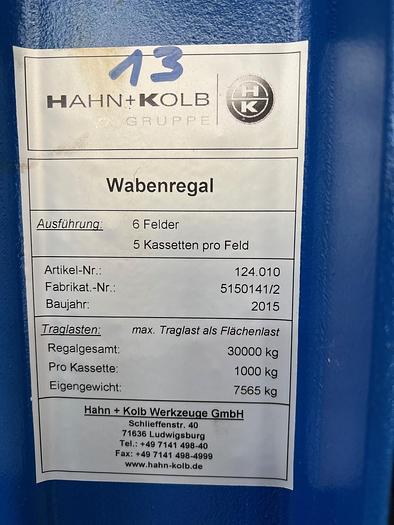 13
HAHN+KOLB
GRUPPE
HK
Wabenregal
Ausführung: 6 Felder
5 Kassetten pro Feld
Artikel-Nr.: 124.010
Fabrikat.-Nr.: 5150141/2
Baujahr: 2015
Traglasten: max. Traglast als Flächenlast
Regalgesamt: 30000 kg
Pro Kassette: 1000 kg
Eigengewicht: 7565 kg
Hahn + Kolb Werkzeuge GmbH
Schlieffenstr. 40
71636 Ludwigsburg
Tel.: +49 7141 498-40
Fax: +49 7141 498-4999
www.hahn-kolb.de